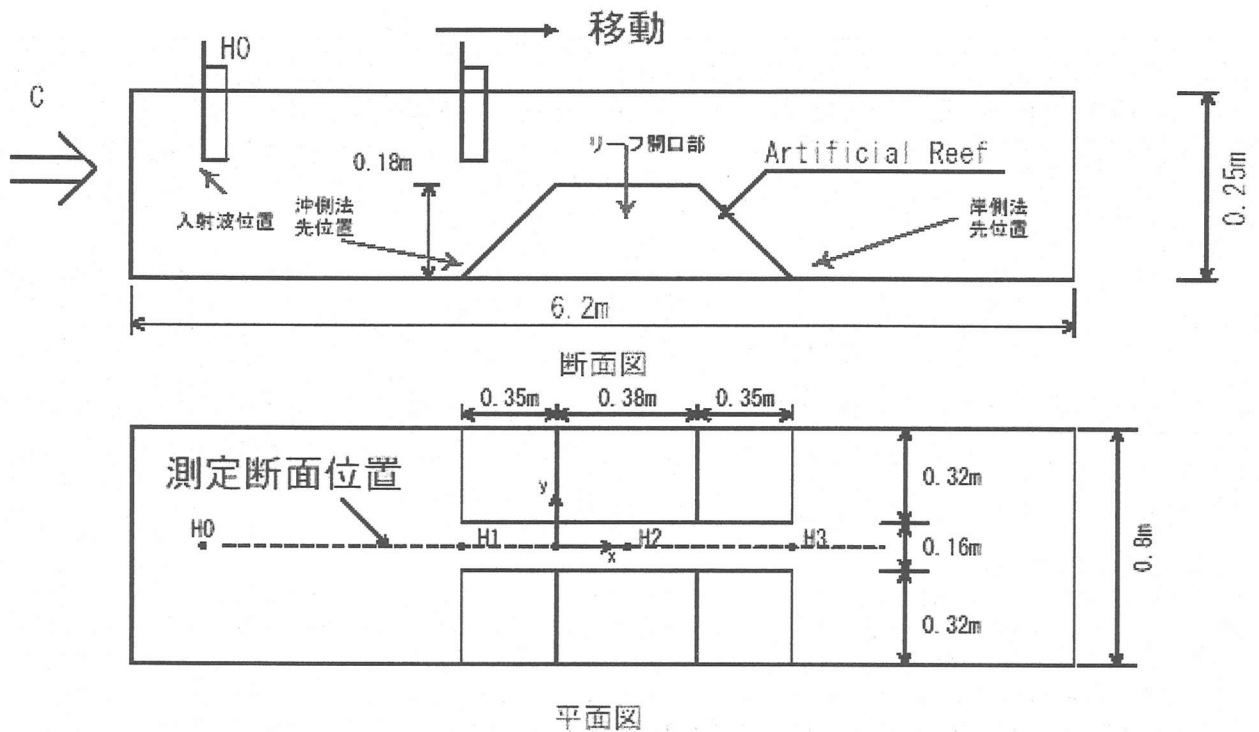 移動
H0
C
リーフ開口部
Artificial Reef
0.18m
0.25m
入射波位置
沖側法
先位置
岸側法
先位置
6.2m
断面図
0.35m
0.38m
0.35m
測定断面位置
0.32m
y
H0
H1
H2
H3
x
0.16m
0.8m
0.32m
平面図